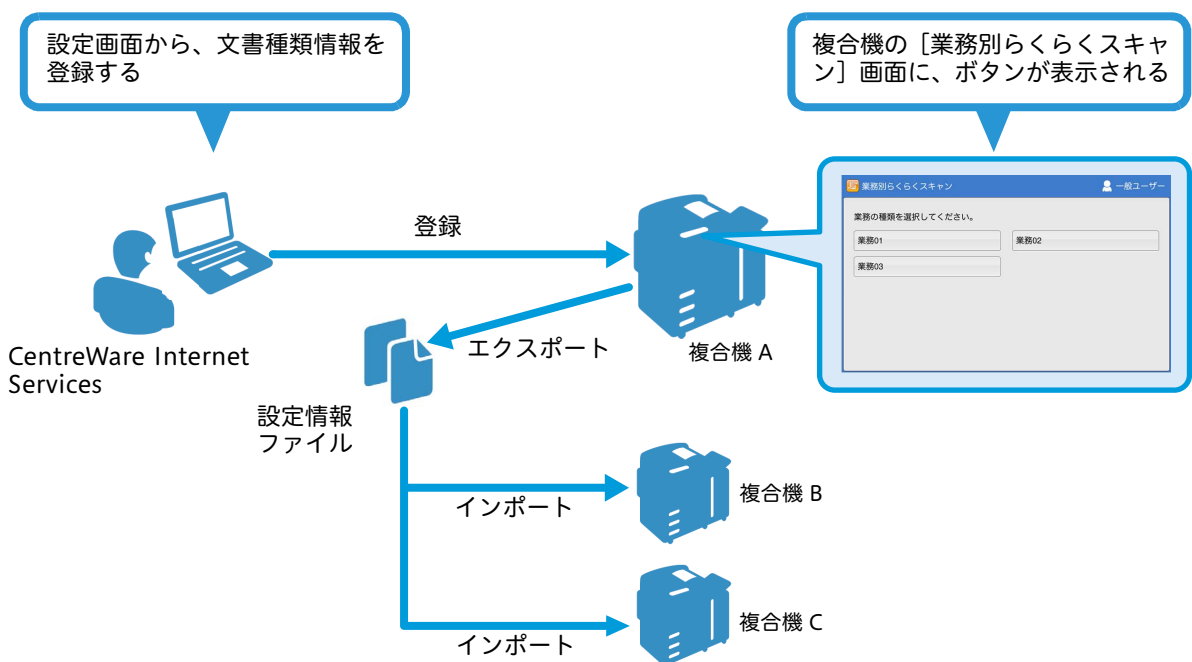 設定画面から、文書種類情報を
登録する
複合機の［業務別らくらくスキャ
ン］画面に、ボタンが表示される
業務別らくらくスキャン
一般ユーザー
業務の種類を選択してください。
業務01
業務02
業務03
登録
CentreWare Internet
Services
エクスポート
複合機 A
設定情報
ファイル
インポート
複合機 B
インポート
複合機 C